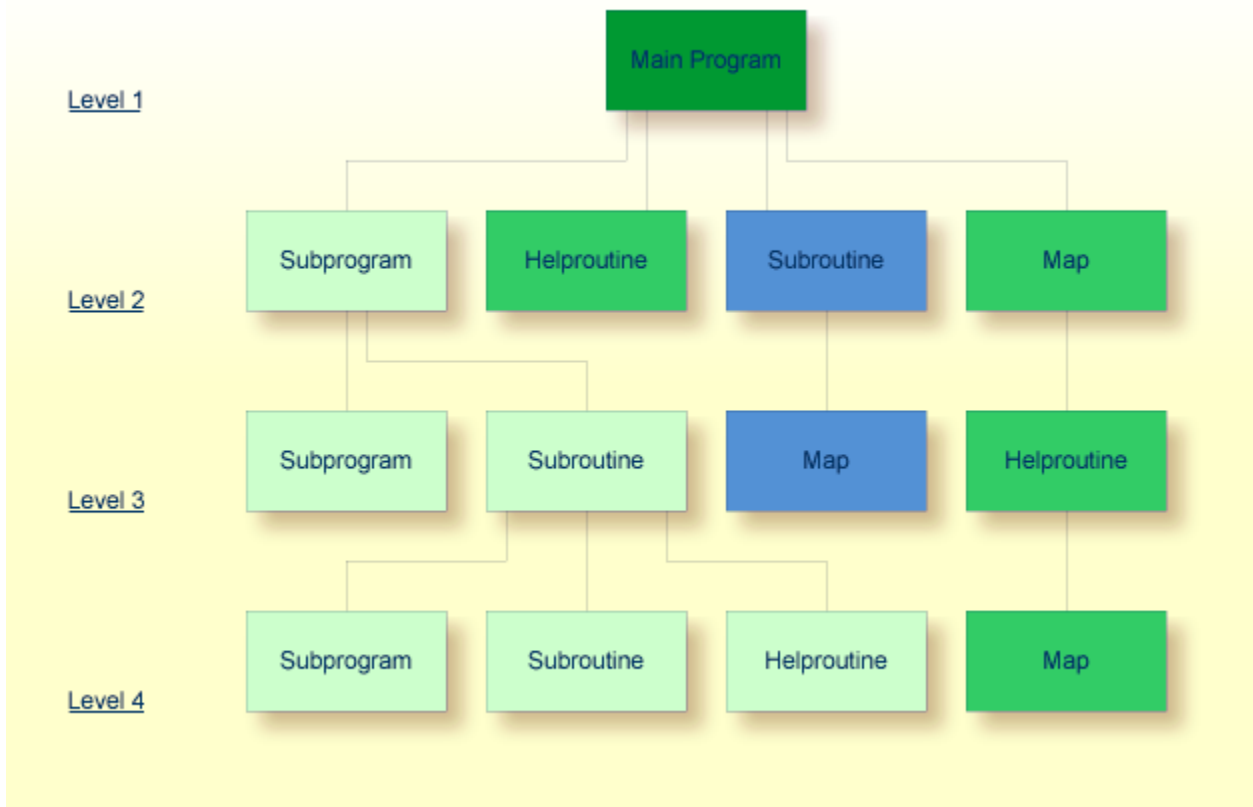 Main Program
Level 1
Subprogram
Helproutine
Subroutine
Map
Level 2
Subprogram
Subroutine
Map
Helproutine
Level 3
Subprogram
Subroutine
Helproutine
Map
Level 4